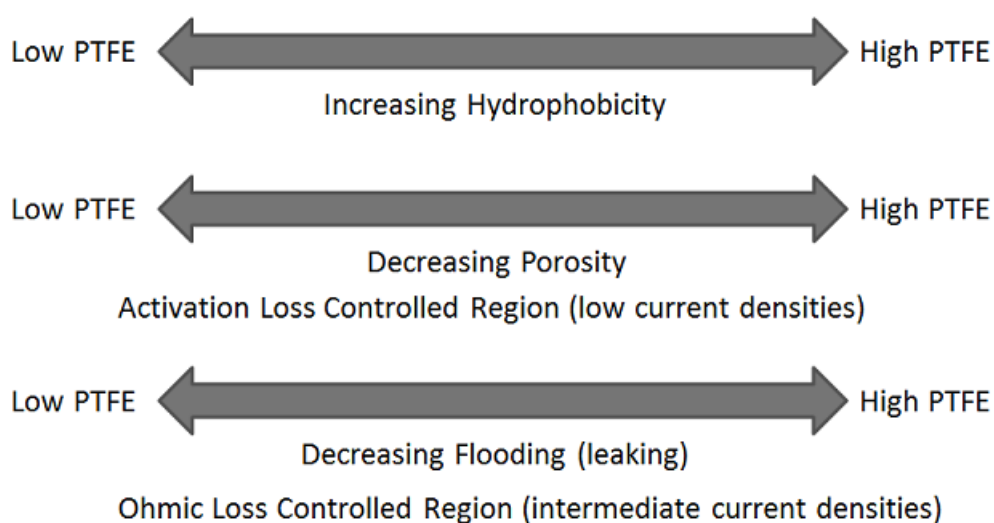 Low PTFE High PTFE
Increasing Hydrophobicity
Low PTFE High PTFE
Decreasing Porosity
Activation Loss Controlled Region (low current densities)
Low PTFE High PTFE
Decreasing Flooding (leaking)
Ohmic Loss Controlled Region (intermediate current densities)